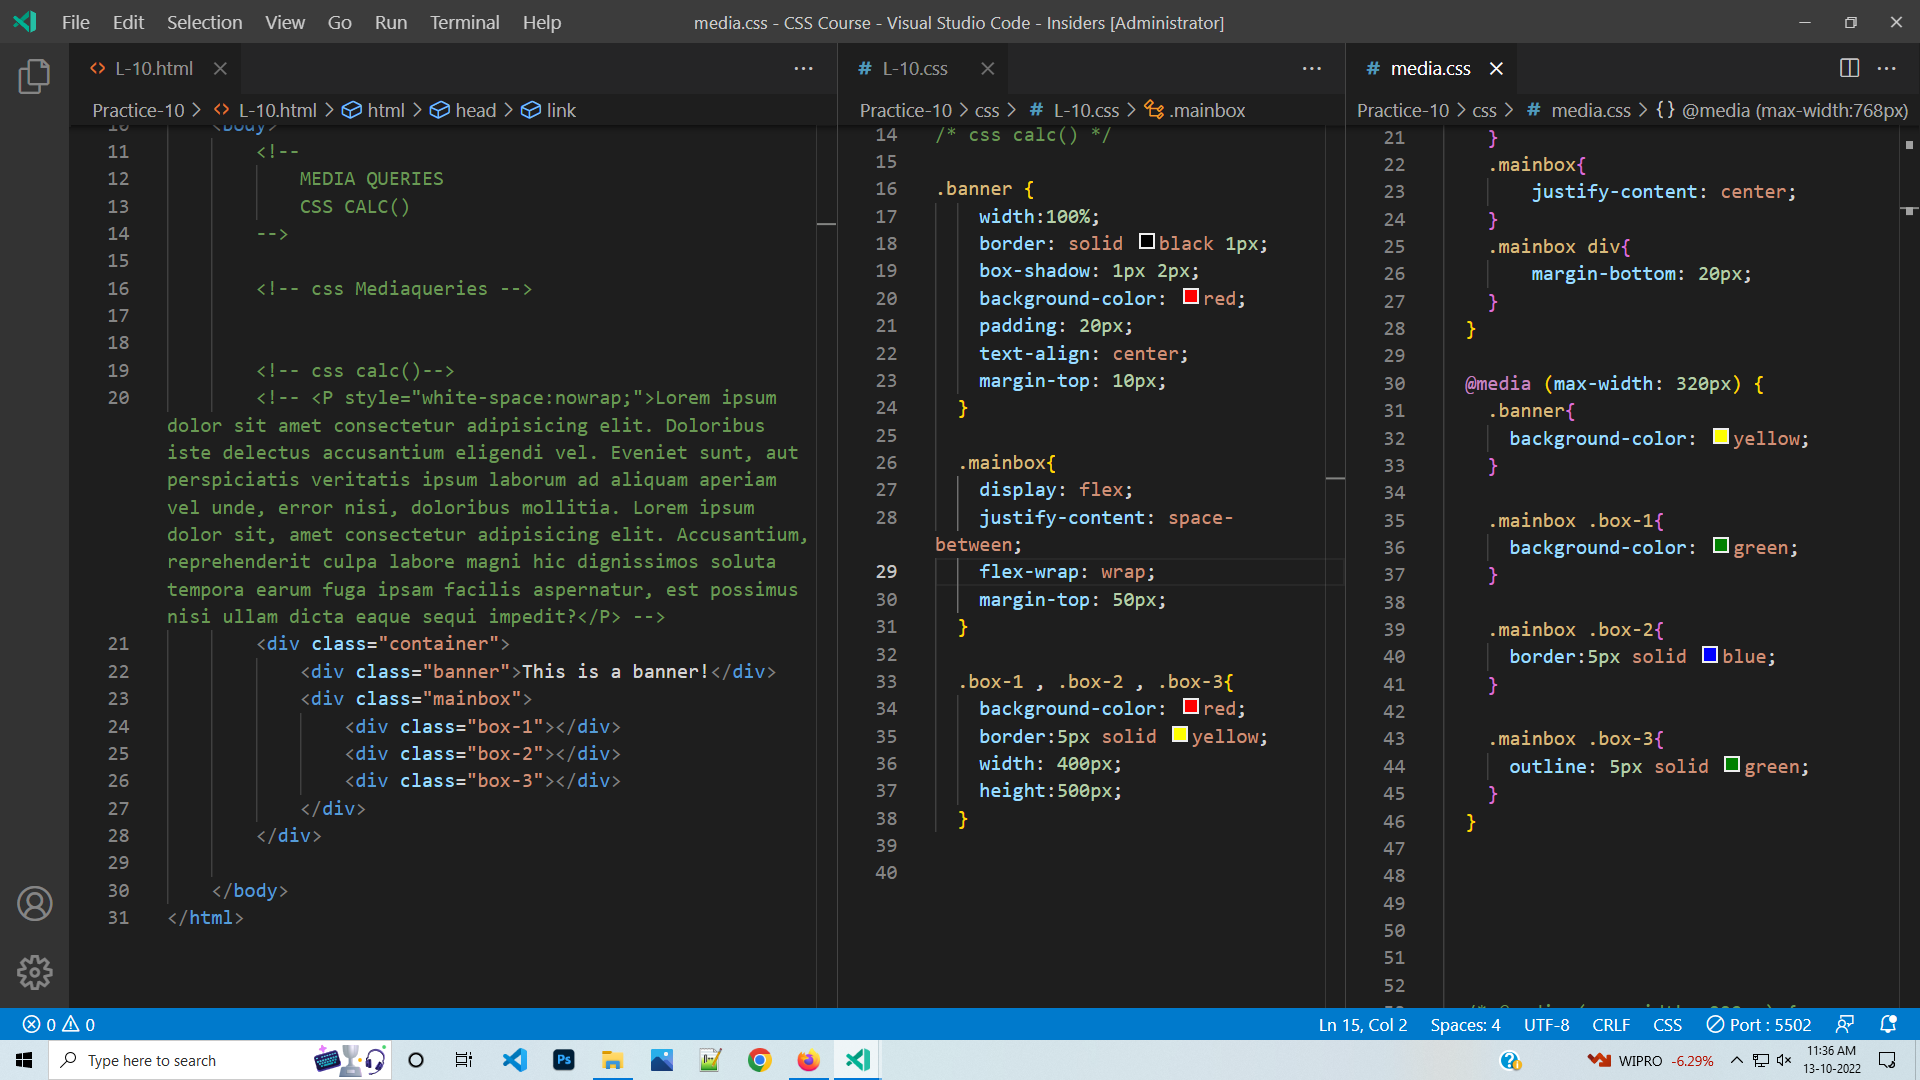 File Edit Selection View Go Run Terminal Help
media.css - CSS Course - Visual Studio Code - Insiders [Administrator]
L-10.html
Practice-10 > L-10.html > html > head > link
10 <body>
11 <!--
12 MEDIA QUERIES
13 CSS CALC()
14 -->
15
16 <!-- css Mediaqueries -->
17
18
19 <!-- css calc()-->
20 <!-- <P style="white-space:nowrap;">Lorem ipsum
dolor sit amet consectetur adipisicing elit. Doloribus
iste delectus accusantium eligendi vel. Eveniet sunt, aut
perspiciatis veritatis ipsum laborum ad aliquam aperiam
vel unde, error nisi, doloribus mollitia. Lorem ipsum
dolor sit, amet consectetur adipisicing elit. Accusantium,
reprehenderit culpa labore magni hic dignissimos soluta
tempora earum fuga ipsam facilis aspernatur, est possimus
nisi ullam dicta eaque sequi impedit?</P> -->
21 <div class="container">
22 <div class="banner">This is a banner!</div>
23 <div class="mainbox">
24 <div class="box-1"></div>
25 <div class="box-2"></div>
26 <div class="box-3"></div>
27 </div>
28 </div>
29
30 </body>
31 </html>
# L-10.css
Practice-10 > css > # L-10.css > .mainbox
14 /* css calc() */
15
16 .banner {
17 width:100%;
18 border: solid black 1px;
19 box-shadow: 1px 2px;
20 background-color: red;
21 padding: 20px;
22 text-align: center;
23 margin-top: 10px;
24 }
25
26 .mainbox{
27 display: flex;
28 justify-content: space-
between;
29 flex-wrap: wrap;
30 margin-top: 50px;
31 }
32
33 .box-1 , .box-2 , .box-3{
34 background-color: red;
35 border:5px solid yellow;
36 width: 400px;
37 height:500px;
38 }
39
40
# media.css
Practice-10 > css > # media.css > {} @media (max-width:768px)
21 }
22 .mainbox{
23 justify-content: center;
24 }
25 .mainbox div{
26 margin-bottom: 20px;
27 }
28 }
29
30 @media (max-width: 320px) {
31 .banner{
32 background-color: yellow;
33 }
34
35 .mainbox .box-1{
36 background-color: green;
37 }
38
39 .mainbox .box-2{
40 border:5px solid blue;
41 }
42
43 .mainbox .box-3{
44 outline: 5px solid green;
45 }
46 }
47
48
49
50
51
52
0 0
Ln 15, Col 2 Spaces: 4 UTF-8 CRLF CSS Port : 5502
Type here to search
Ps
WIPRO -6.29%
11:36 AM
13-10-2022